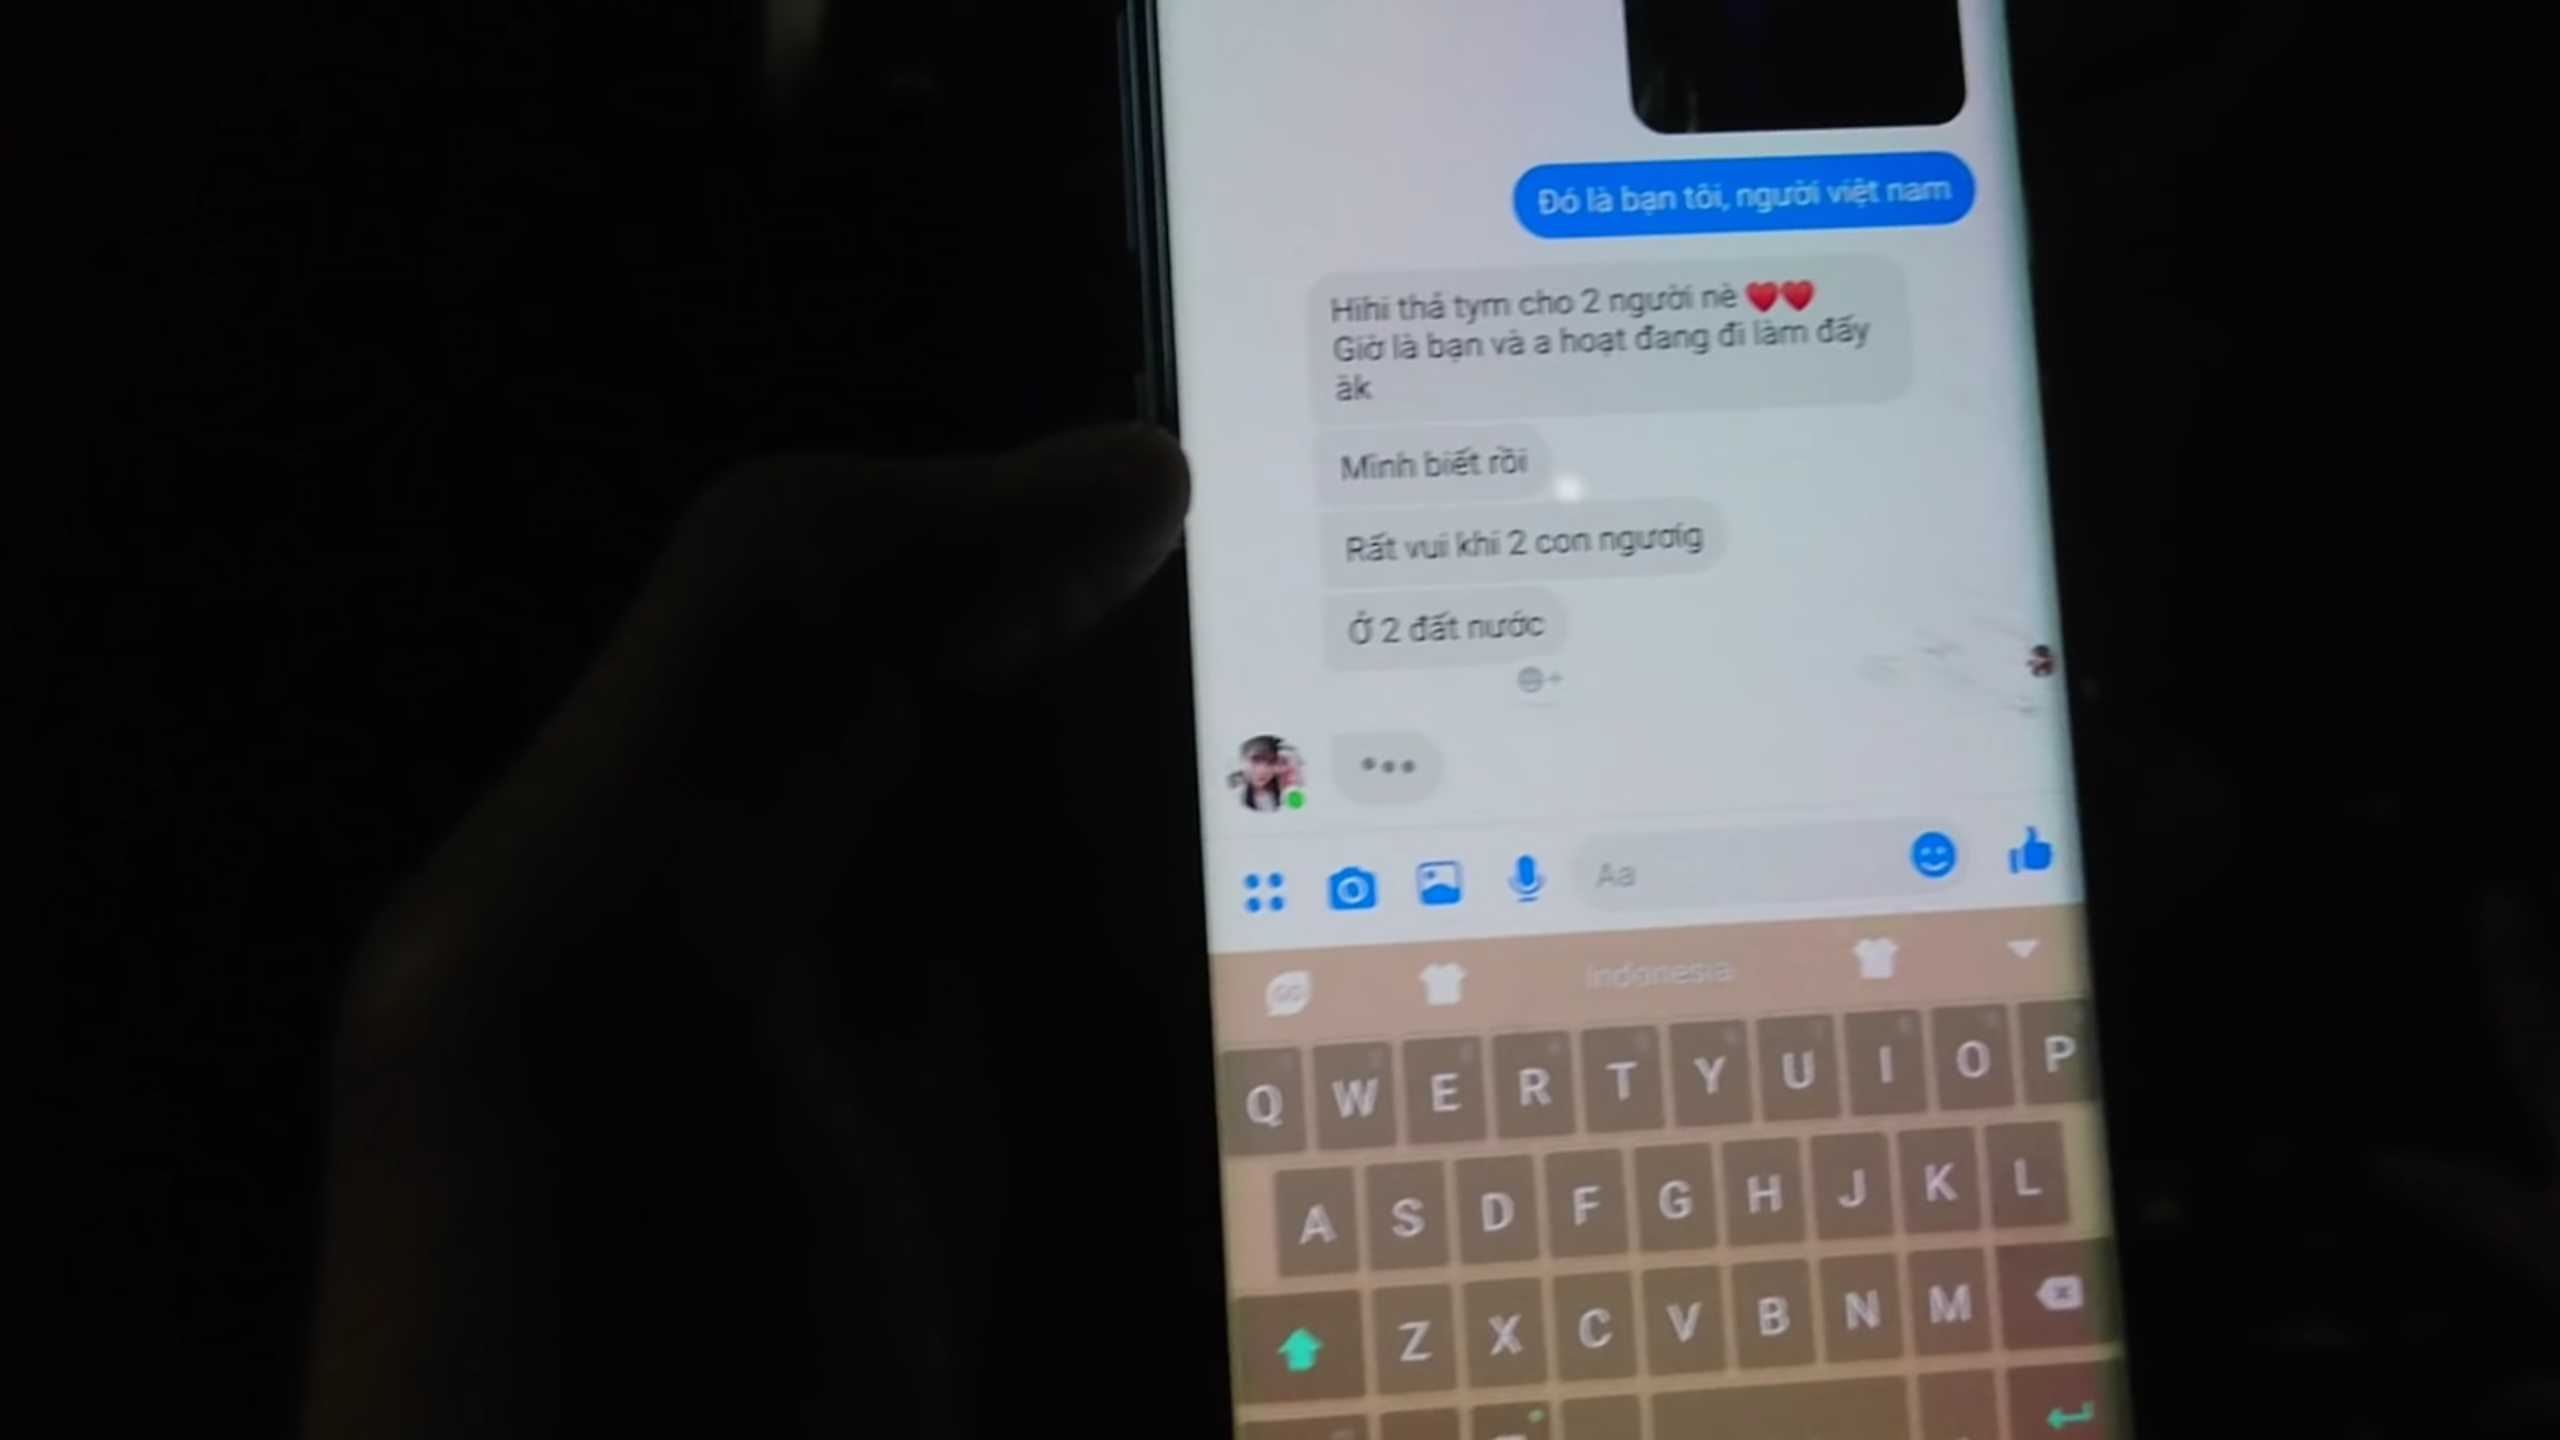 Đó là bạn tôi, người việt nam
Hihi thả tym cho 2 người nè ❤️❤️
Giờ là bạn và a hoạt đang đi làm đấy
àk
Mình biết rồi
Rất vui khi 2 con ngươig
Ở 2 đất nước
Aa
Indonesia
Q W E R T Y U I O P
A S D F G H J K L
Z X C V B N M